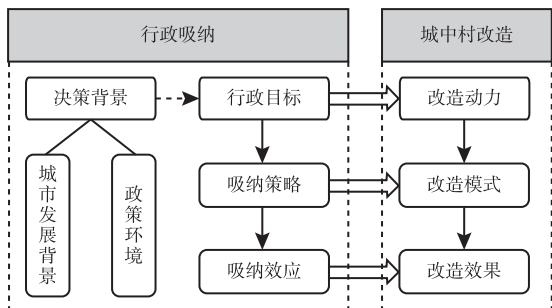 行政吸纳
城中村改造
决策背景
行政目标
改造动力
城市发展背景
政策环境
吸纳策略
改造模式
吸纳效应
改造效果